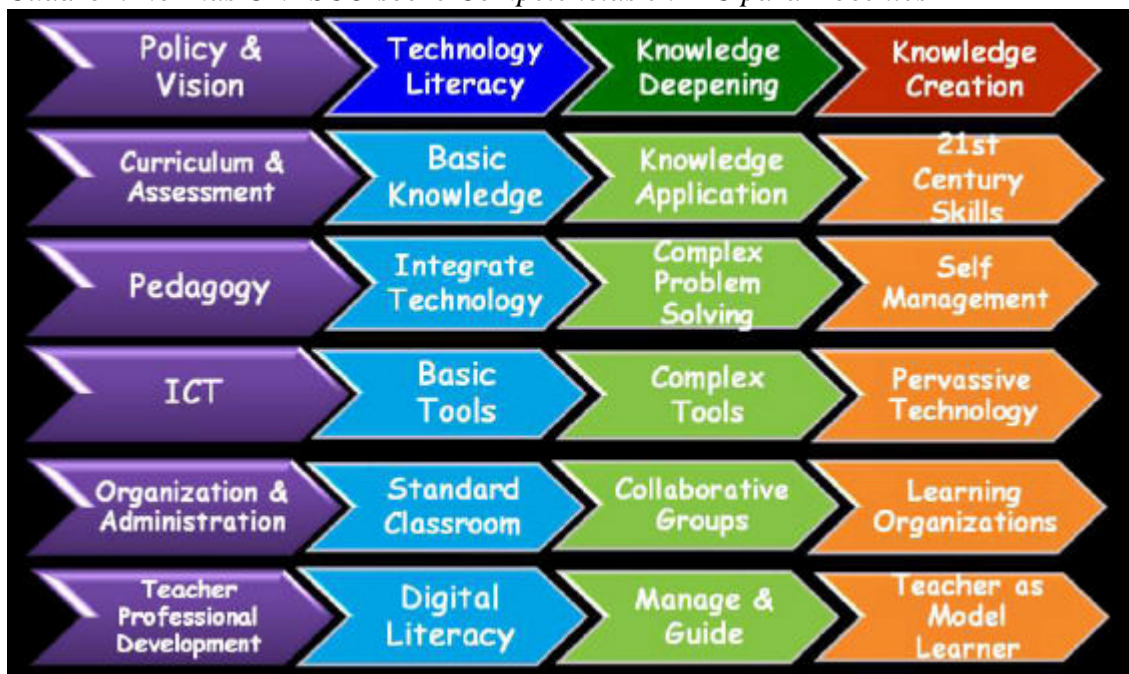 Policy &
Vision
Technology
Literacy
Knowledge
Deepening
Knowledge
Creation
Curriculum &
Assessment
Basic
Knowledge
Knowledge
Application
21st
Century
Skills
Pedagogy
Integrate
Technology
Complex
Problem
Solving
Self
Management
ICT
Basic
Tools
Complex
Tools
Pervassive
Technology
Organization &
Administration
Standard
Classroom
Collaborative
Groups
Learning
Organizations
Teacher
Professional
Development
Digital
Literacy
Manage &
Guide
Teacher as
Model
Learner